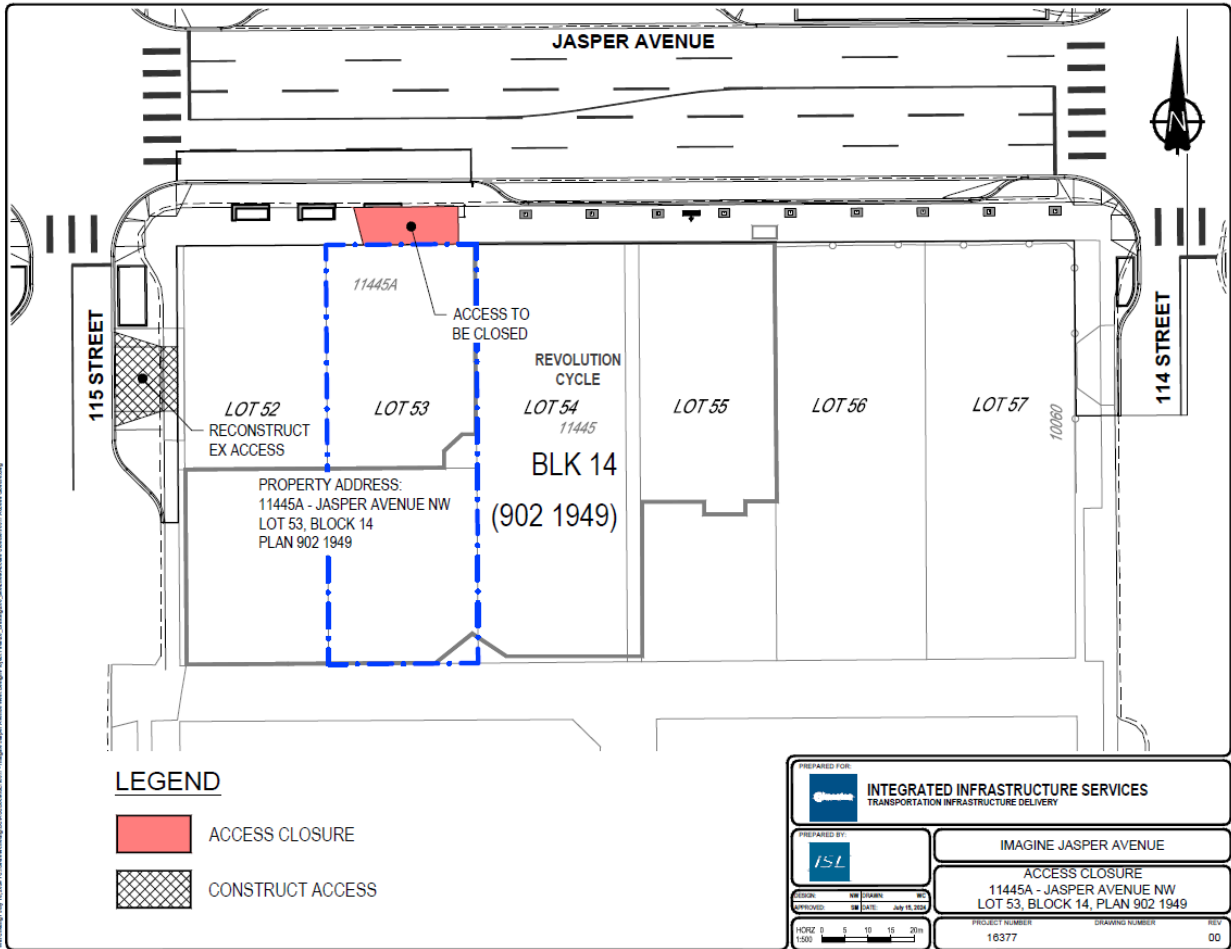 JASPER AVENUE
N
11445A
ACCESS TO
BE CLOSED
115 STREET
114 STREET
REVOLUTION
CYCLE
LOT 52
LOT 53
LOT 54
11445
LOT 55
LOT 56
LOT 57
10060
RECONSTRUCT
EX ACCESS
BLK 14
(902 1949)
PROPERTY ADDRESS:
11445A - JASPER AVENUE NW
LOT 53, BLOCK 14
PLAN 902 1949
LEGEND
ACCESS CLOSURE
CONSTRUCT ACCESS
PREPARED FOR:
INTEGRATED INFRASTRUCTURE SERVICES
TRANSPORTATION INFRASTRUCTURE DELIVERY
PREPARED BY:
ISL
IMAGINE JASPER AVENUE
ACCESS CLOSURE
11445A - JASPER AVENUE NW
LOT 53, BLOCK 14, PLAN 902 1949
DESIGN: NW DRAWN: WC
APPROVED: SM DATE: July 15, 2024
HORZ 0 5 10 15 20m
1:500
PROJECT NUMBER
16377
DRAWING NUMBER
REV
00